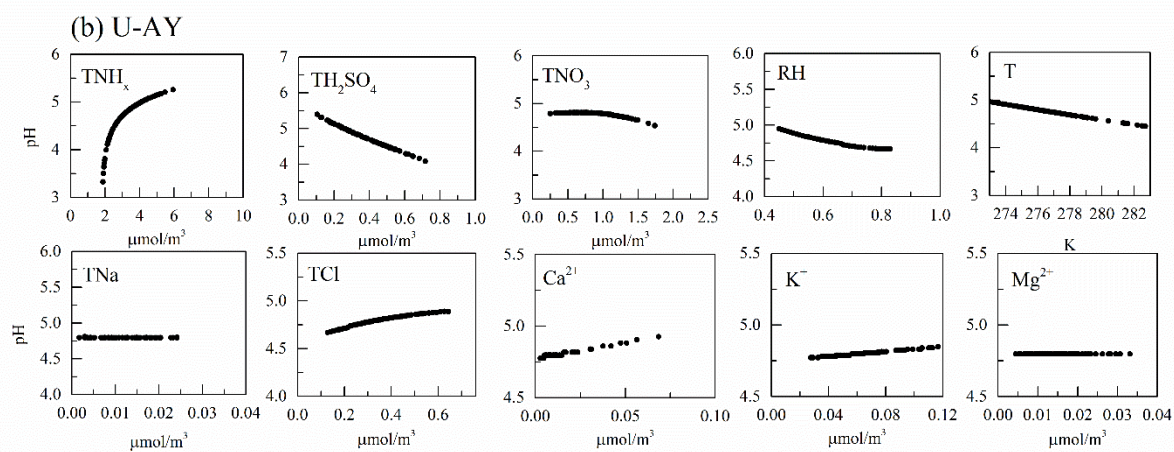 (b) U-AY
pH
6
5
4
3
TNHₓ
0 2 4 6 8 10
μmol/m³
7
6
5
4
3
TH₂SO₄
0.0 0.2 0.4 0.6 0.8 1.0
μmol/m³
6
5
4
3
TNO₃
0.0 0.5 1.0 1.5 2.0 2.5
μmol/m³
6.0
5.5
5.0
4.5
4.0
RH
0.4 0.6 0.8 1.0
6
5
4
3
T
274 276 278 280 282
K
pH
6.0
5.5
5.0
4.5
4.0
TNa
0.00 0.01 0.02 0.03 0.04
μmol/m³
5.5
5.0
4.5
4.0
TCl
0.0 0.2 0.4 0.6
μmol/m³
5.5
5.0
4.5
Ca²⁺
0.00 0.05 0.10
μmol/m³
5.5
5.0
4.5
K⁺
0.00 0.04 0.08 0.12
μmol/m³
5.5
5.0
4.5
Mg²⁺
0.00 0.01 0.02 0.03 0.04
μmol/m³